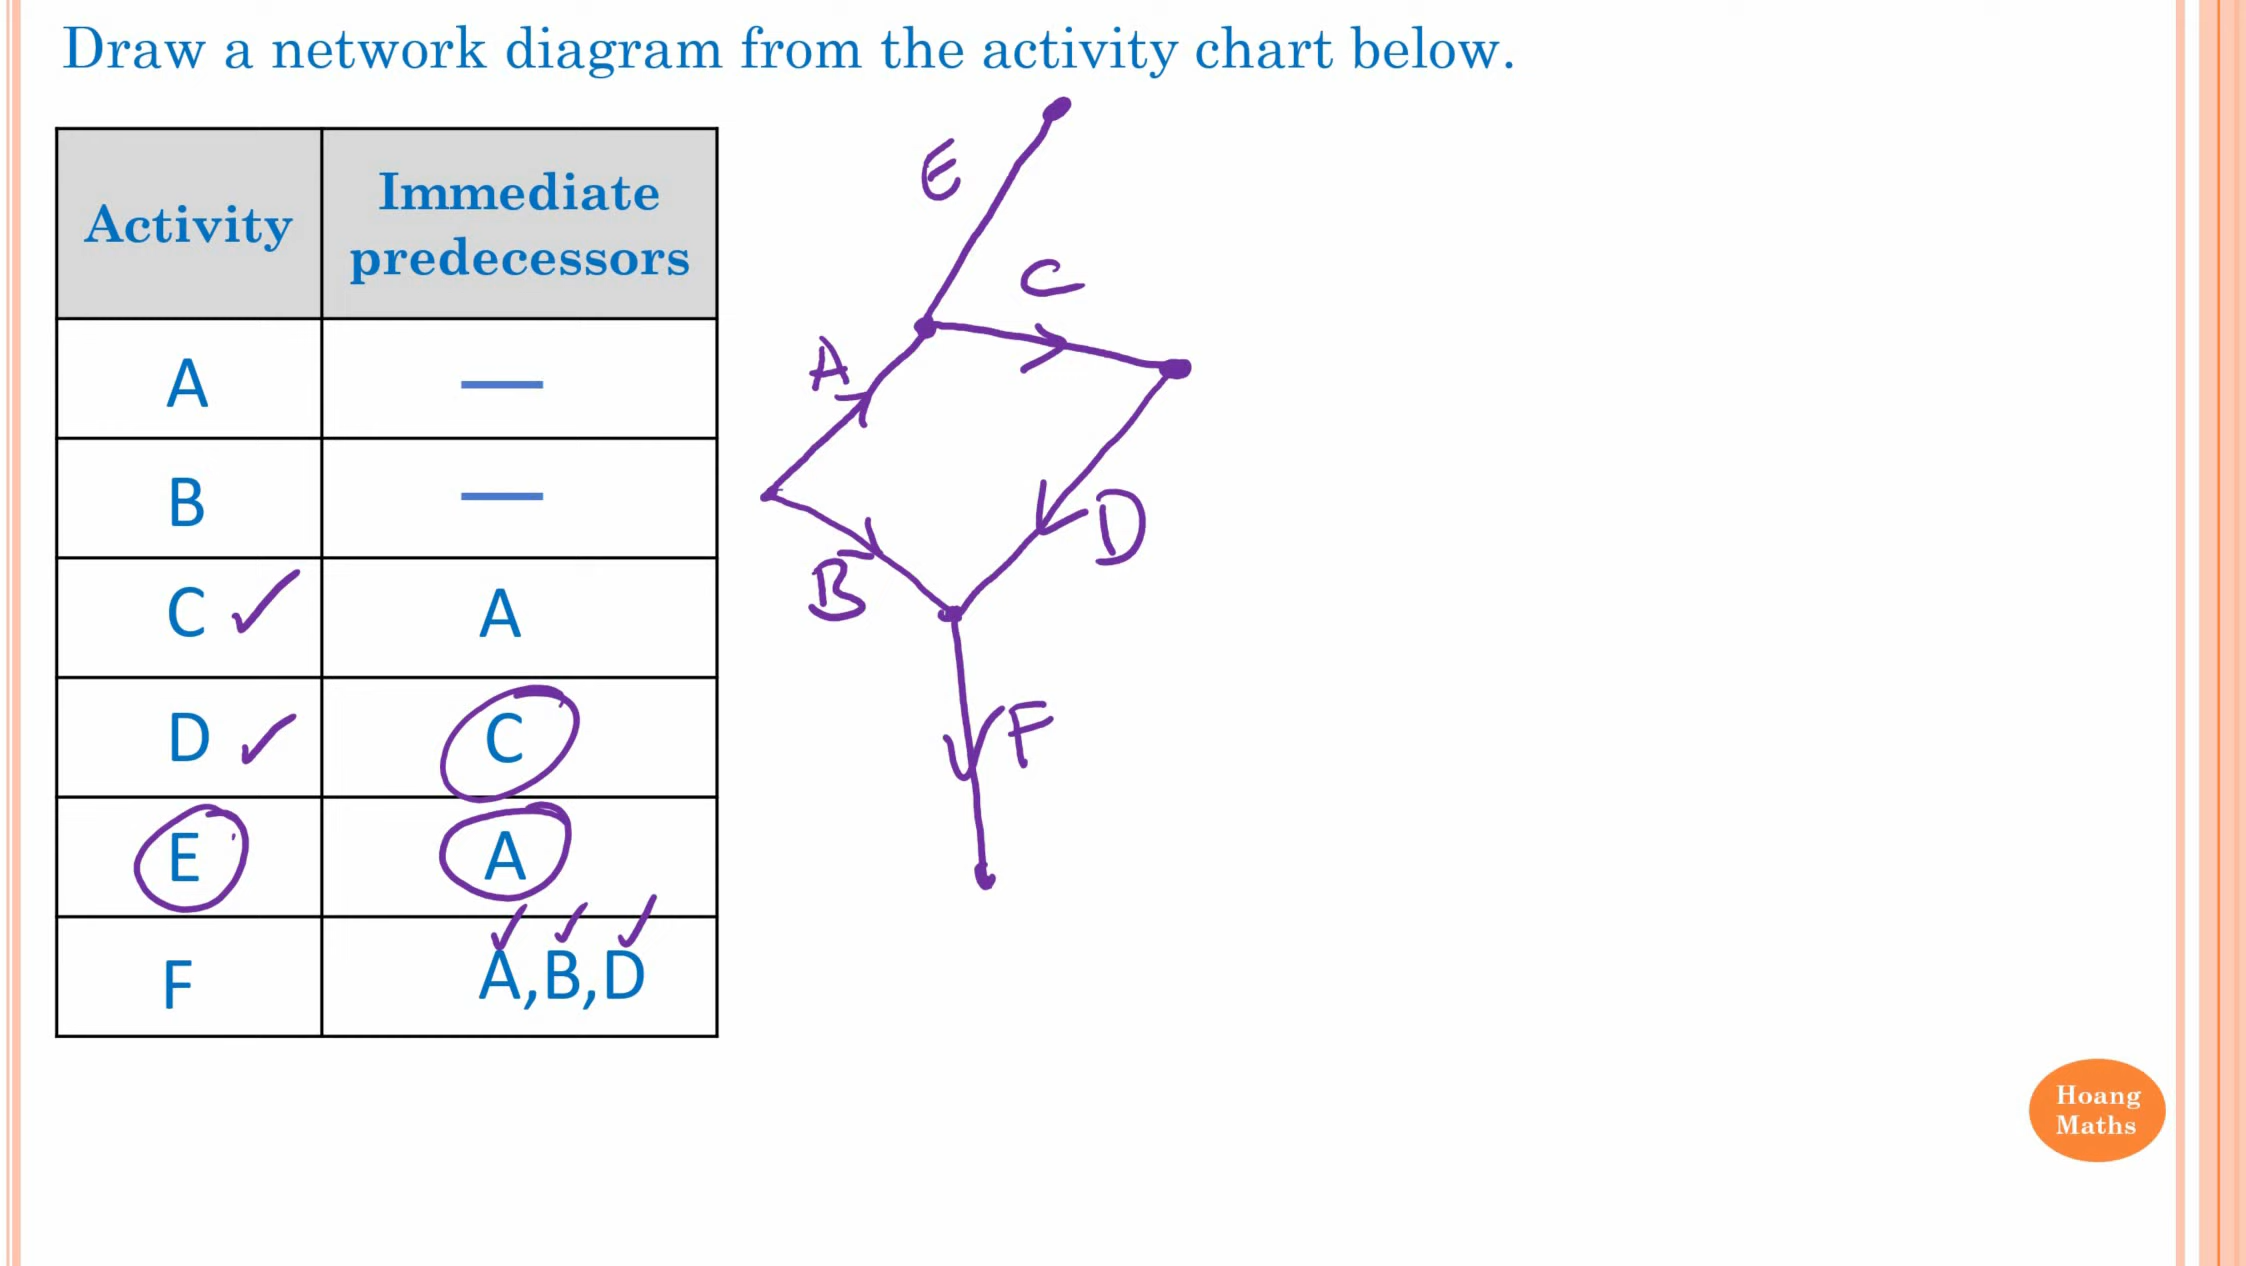 Draw a network diagram from the activity chart below.
Activity
Immediate
predecessors
A —
B —
C ✓ A
D ✓ C
E A
✓ ✓ ✓
F A,B,D
E
C
A
D
B
F
Hoang
Maths